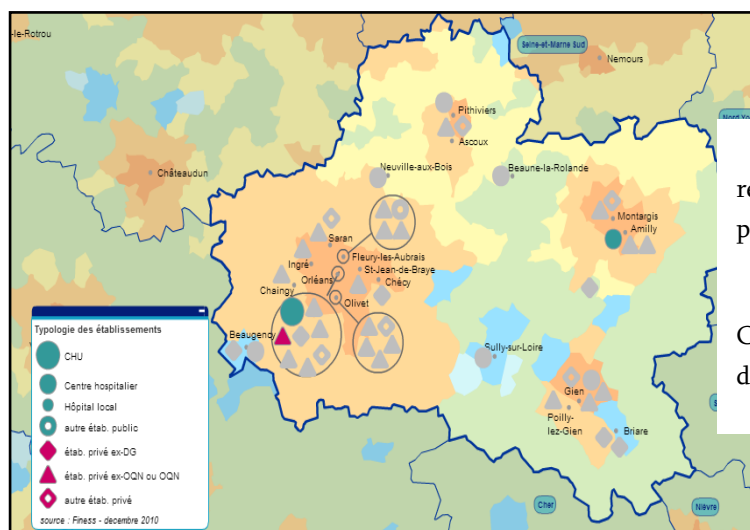 -le-Rotrou
Seine-et-Marne Sud
Nemours
Pithiviers
Ascoux
Châteaudun
Neuville-aux-Bois
Beaune-la-Rolande
Montargis
Amilly
Saran
Fleury-les-Aubrais
Ingré
St-Jean-de-Braye
Orléans
Chécy
Chaingy
Olivet
Beaugency
Sully-sur-Loire
Gien
Poilly-
lez-Gien
Briare
Cher
Nièvre
Typologie des établissements
CHU
Centre hospitalier
Hôpital local
autre étab. public
étab. privé ex-DG
étab. privé ex-OQN ou OQN
autre étab. privé
source : Finess - decembre 2010
re
p
C
d